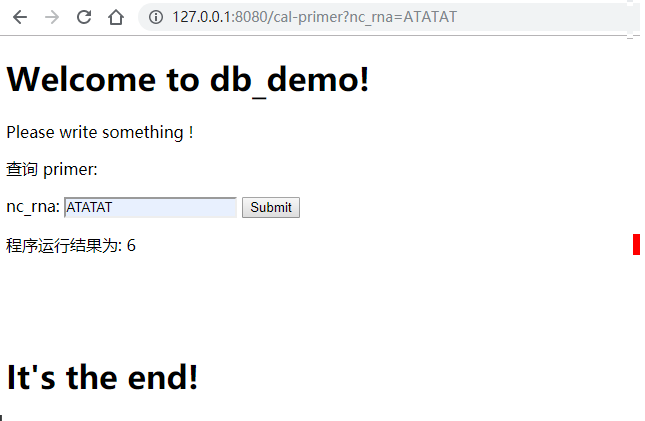 127.0.0.1:8080/cal-primer?nc_rna=ATATAT
Welcome to db_demo!
Please write something !
查询 primer:
nc_rna: ATATAT Submit
程序运行结果为: 6
It's the end!